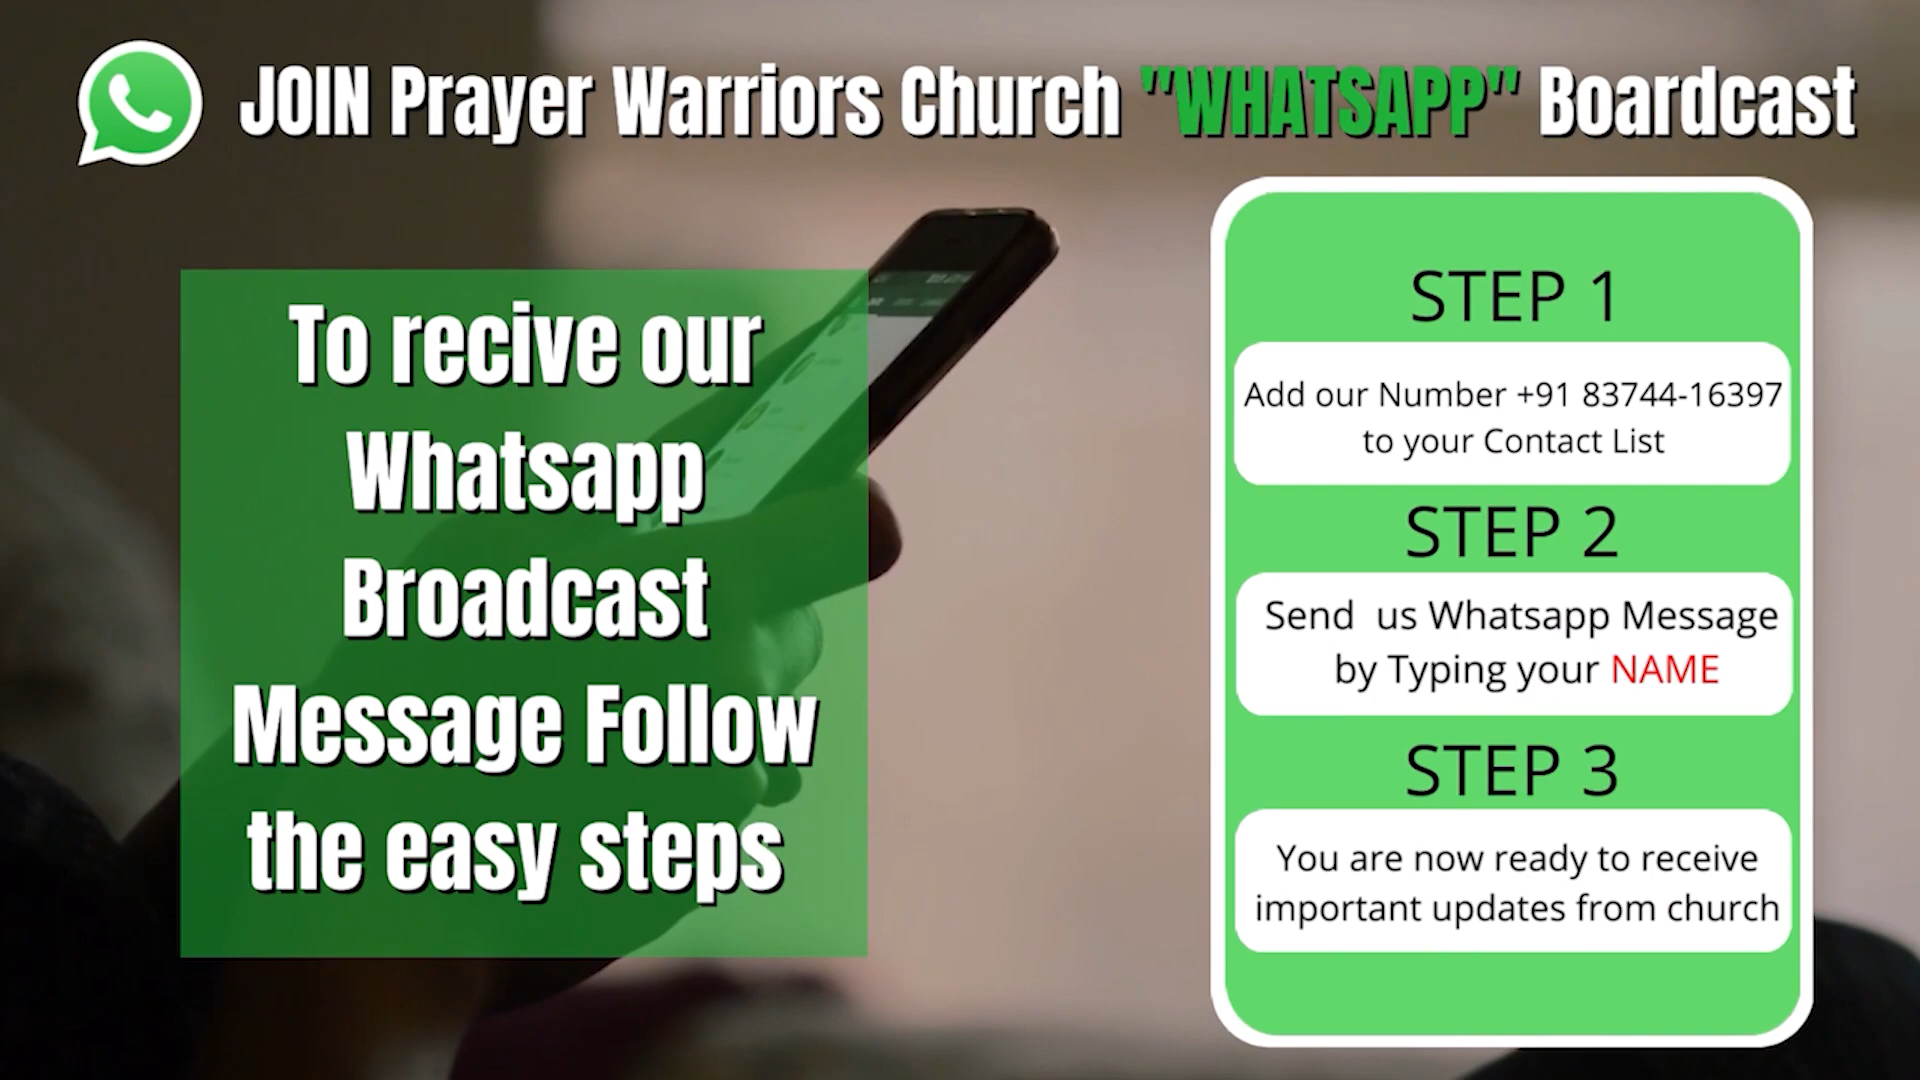 JOIN Prayer Warriors Church "WHATSAPP" Boardcast
To recive our
Whatsapp
Broadcast
Message Follow
the easy steps
STEP 1
Add our Number +91 83744-16397
to your Contact List
STEP 2
Send us Whatsapp Message
by Typing your NAME
STEP 3
You are now ready to receive
important updates from church